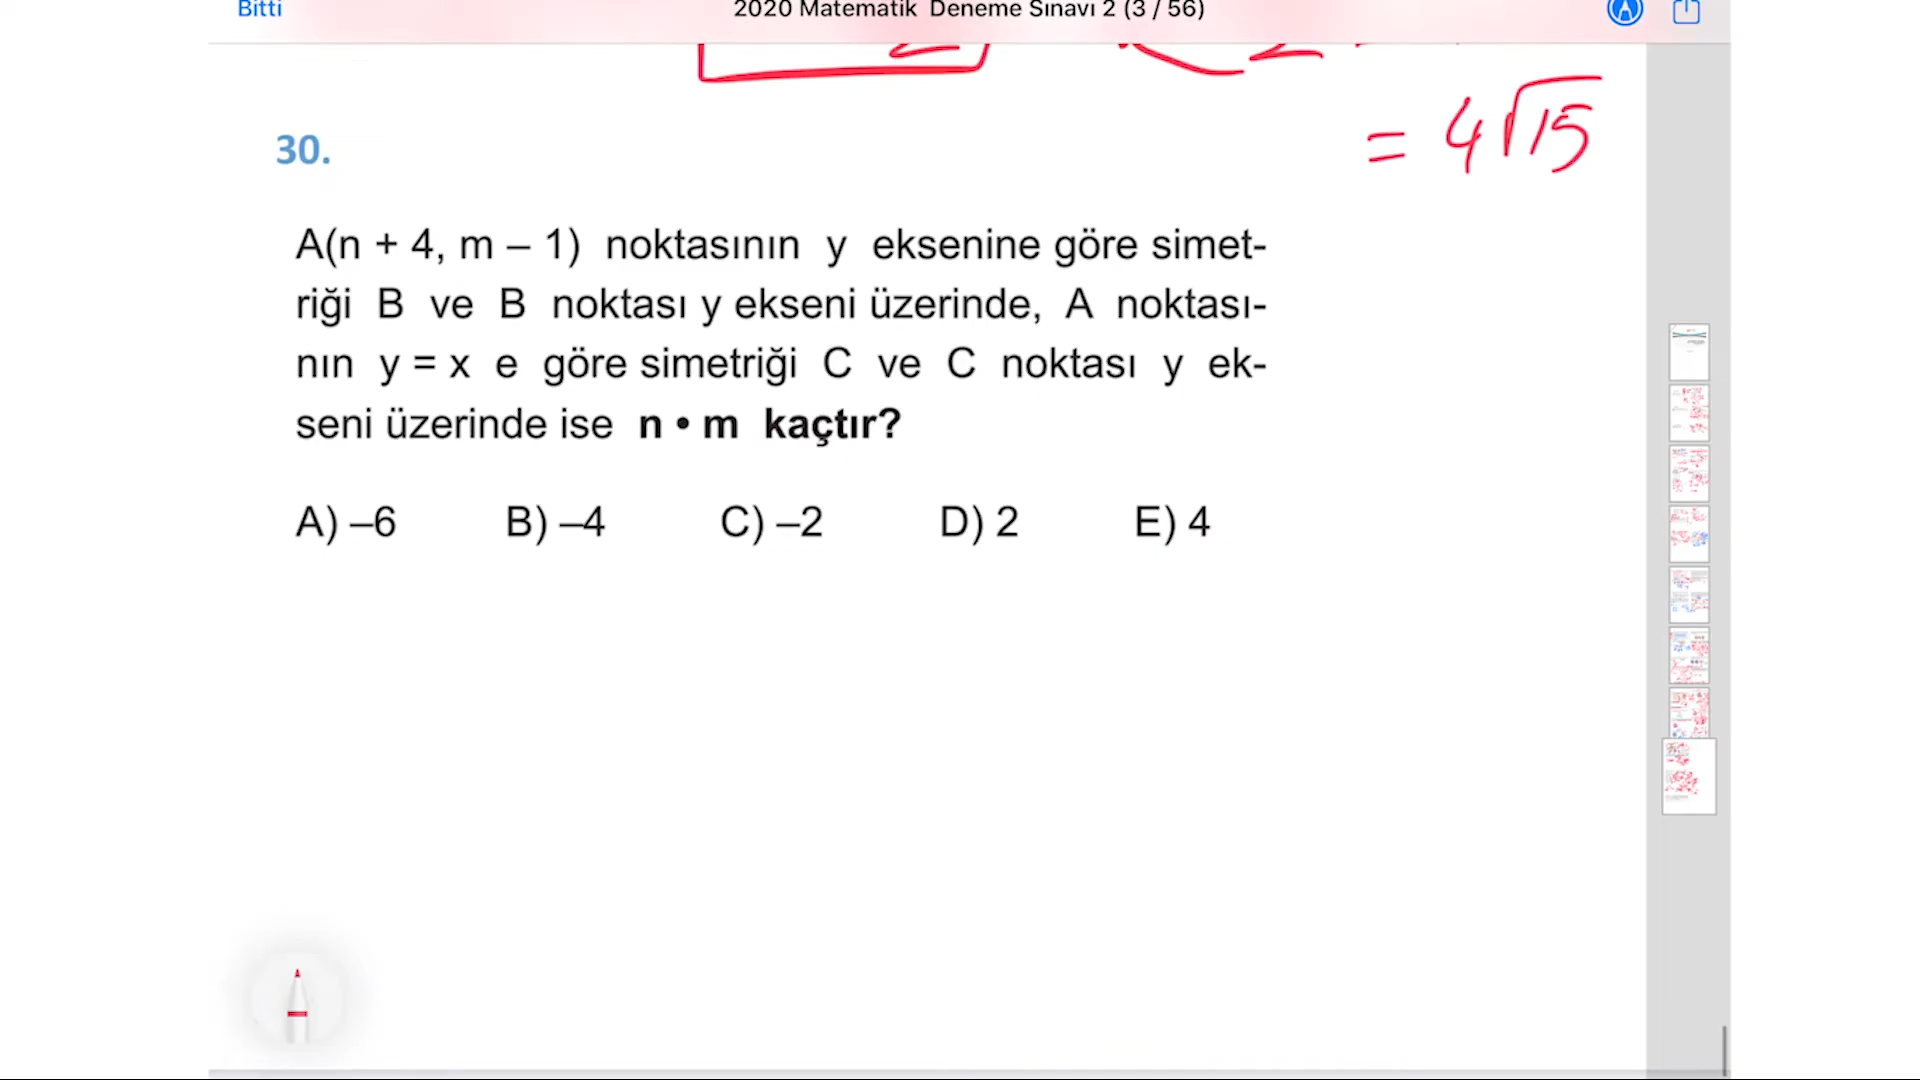 Bitti
2020 Matematik Deneme Sınavı 2 (3 / 56)
= 4√15
30.
A(n + 4, m – 1) noktasının y eksenine göre simet-
riği B ve B noktası y ekseni üzerinde, A noktası-
nın y = x e göre simetriği C ve C noktası y ek-
seni üzerinde ise n • m kaçtır?
A) –6 B) –4 C) –2 D) 2 E) 4